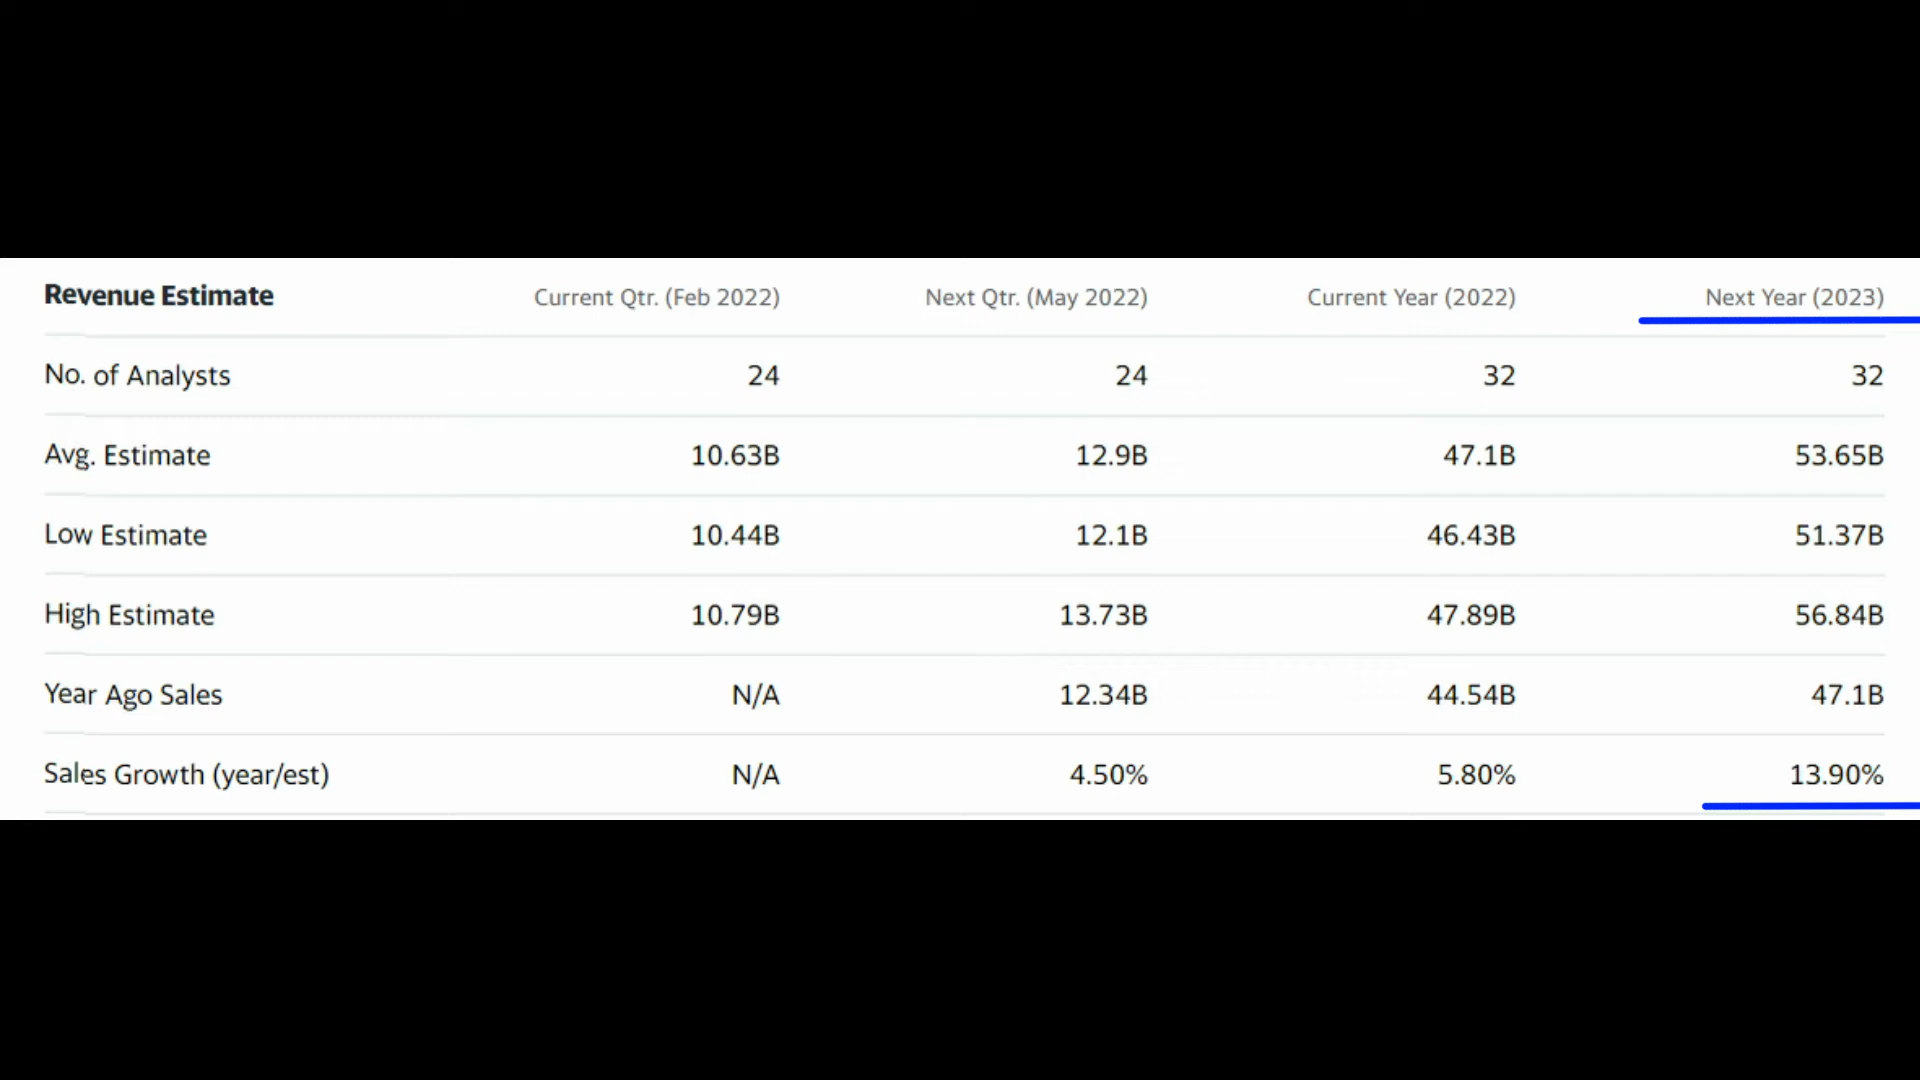 Revenue Estimate Current Qtr. (Feb 2022) Next Qtr. (May 2022) Current Year (2022) Next Year (2023)
No. of Analysts 24 24 32 32
Avg. Estimate 10.63B 12.9B 47.1B 53.65B
Low Estimate 10.44B 12.1B 46.43B 51.37B
High Estimate 10.79B 13.73B 47.89B 56.84B
Year Ago Sales N/A 12.34B 44.54B 47.1B
Sales Growth (year/est) N/A 4.50% 5.80% 13.90%